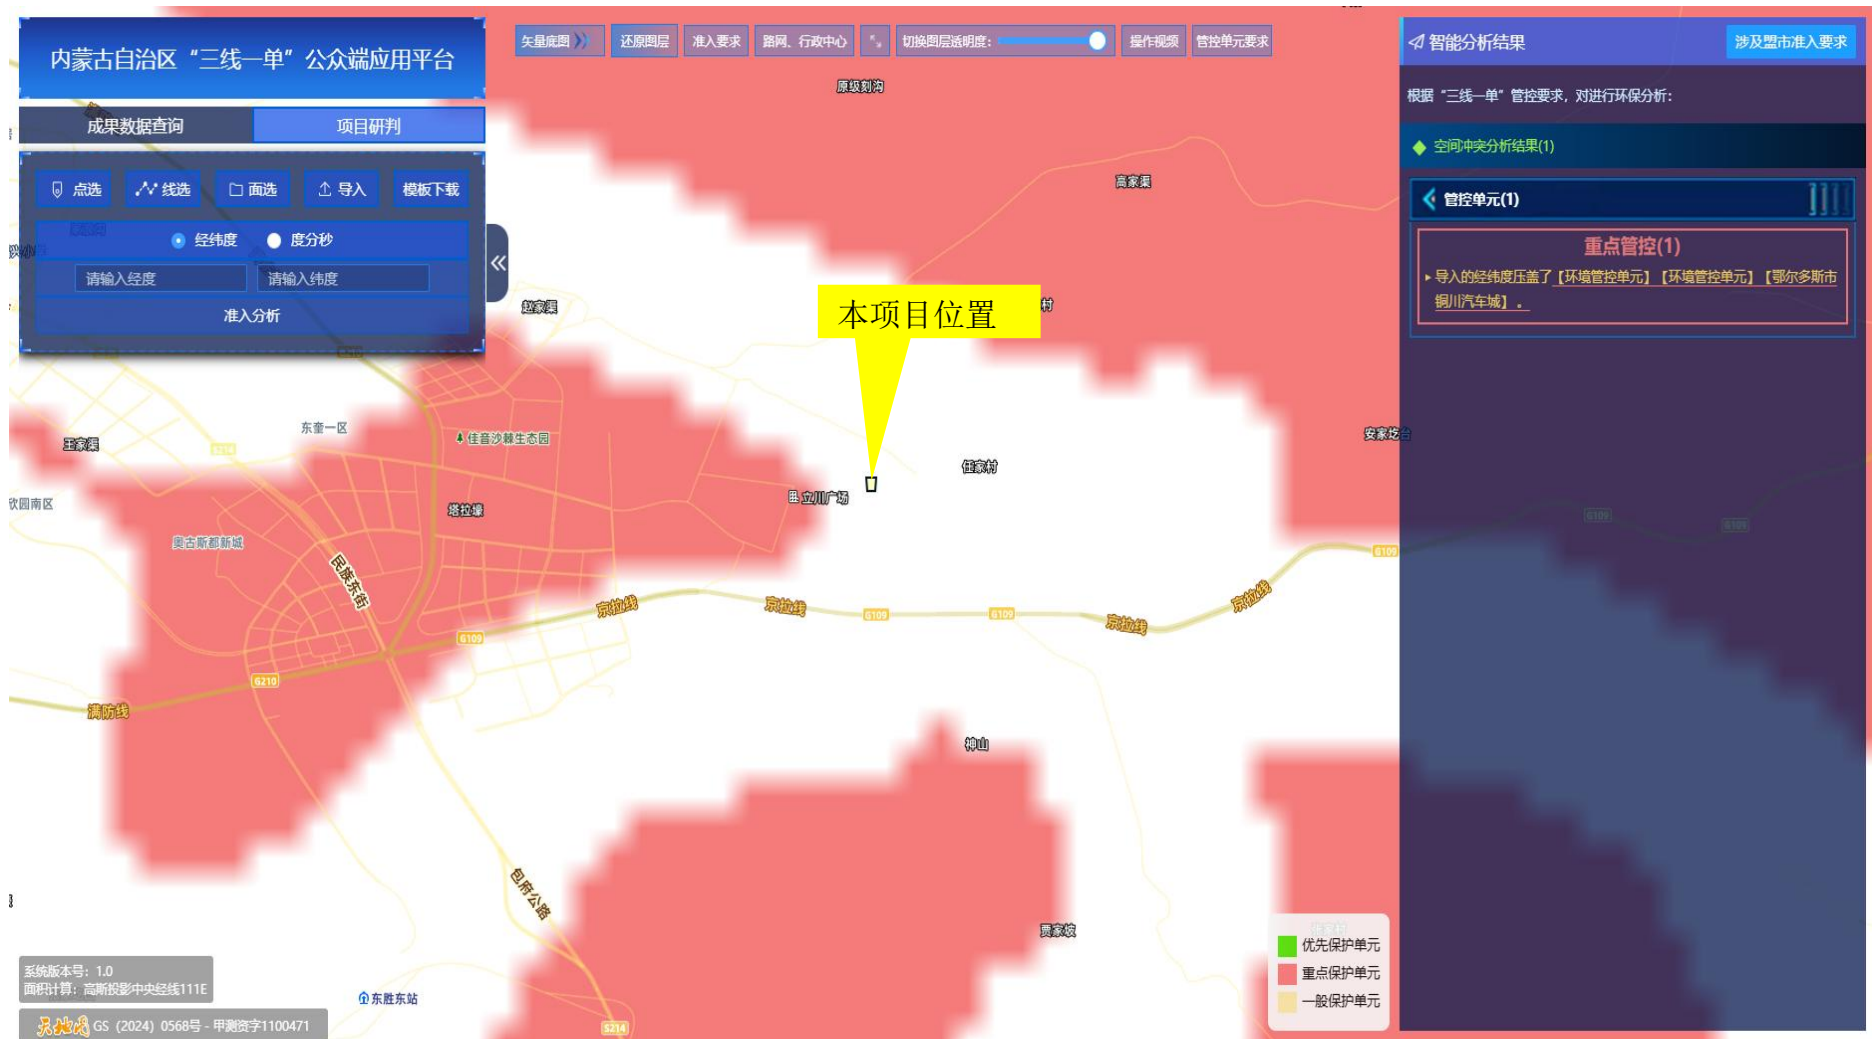 内蒙古自治区“三线一单”公众端应用平台
成果数据查询
项目研判
点选
线选
面选
导入
模板下载
经纬度
度分秒
请输入经度
请输入纬度
准入分析
矢量底图
还原图层
准入要求
路网、行政中心
切换图层透明度：
操作视频
管控单元要求
智能分析结果
涉及盟市准入要求
根据“三线一单”管控要求，对进行环保分析：
空间冲突分析结果(1)
管控单元(1)
重点管控(1)
导入的经纬度压盖了【环境管控单元】【环境管控单元】【鄂尔多斯市
铜川汽车城】。
原级刻沟
高家渠
赵家渠
村
本项目位置
东奎一区
佳音沙棘生态园
王家渠
S214
安家圪台
任家村
立川广场
欣园南区
塔拉壕
奥古斯都新城
民族东街
G109
G109
G109
京拉线
京拉线
G109
G109
京拉线
京拉线
G109
G210
满防线
神山
包府公路
贾家坡
东胜东站
S214
优先保护单元
重点保护单元
一般保护单元
系统版本号：1.0
面积计算：高斯投影中央经线111E
天地图 GS（2024）0568号 - 甲测资字1100471